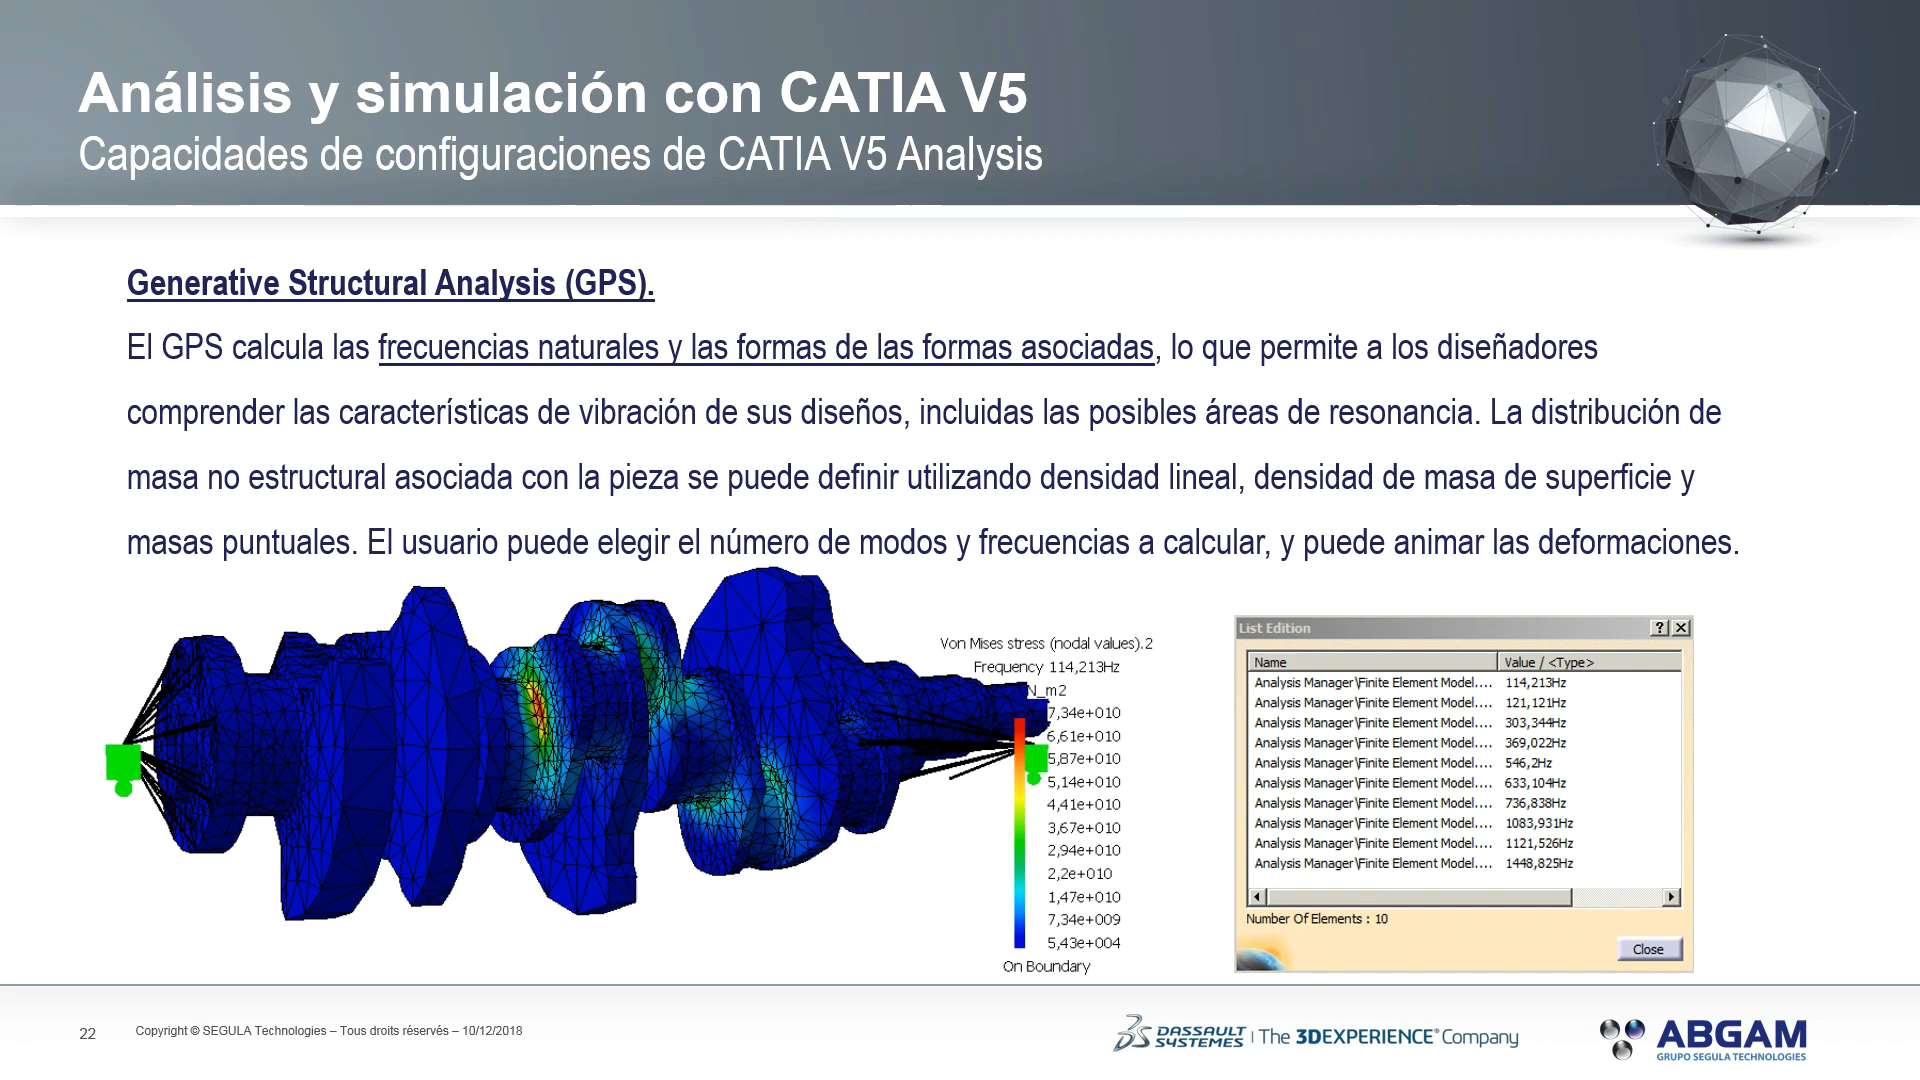 Análisis y simulación con CATIA V5
Capacidades de configuraciones de CATIA V5 Analysis
Generative Structural Analysis (GPS).
El GPS calcula las frecuencias naturales y las formas de las formas asociadas, lo que permite a los diseñadores
comprender las características de vibración de sus diseños, incluidas las posibles áreas de resonancia. La distribución de
masa no estructural asociada con la pieza se puede definir utilizando densidad lineal, densidad de masa de superficie y
masas puntuales. El usuario puede elegir el número de modos y frecuencias a calcular, y puede animar las deformaciones.
Von Mises stress (nodal values).2
Frequency 114,213Hz
N_m2
7,34e+010
6,61e+010
5,87e+010
5,14e+010
4,41e+010
3,67e+010
2,94e+010
2,2e+010
1,47e+010
7,34e+009
5,43e+004
On Boundary
List Edition
Name Value / <Type>
Analysis Manager\Finite Element Model.... 114,213Hz
Analysis Manager\Finite Element Model.... 121,121Hz
Analysis Manager\Finite Element Model.... 303,344Hz
Analysis Manager\Finite Element Model.... 369,022Hz
Analysis Manager\Finite Element Model.... 546,2Hz
Analysis Manager\Finite Element Model.... 633,104Hz
Analysis Manager\Finite Element Model.... 736,838Hz
Analysis Manager\Finite Element Model.... 1083,931Hz
Analysis Manager\Finite Element Model.... 1121,526Hz
Analysis Manager\Finite Element Model.... 1448,825Hz
Number Of Elements : 10
Close
22
Copyright © SEGULA Technologies – Tous droits réservés – 10/12/2018
DASSAULT SYSTEMES | The 3DEXPERIENCE® Company
ABGAM
GRUPO SEGULA TECHNOLOGIES